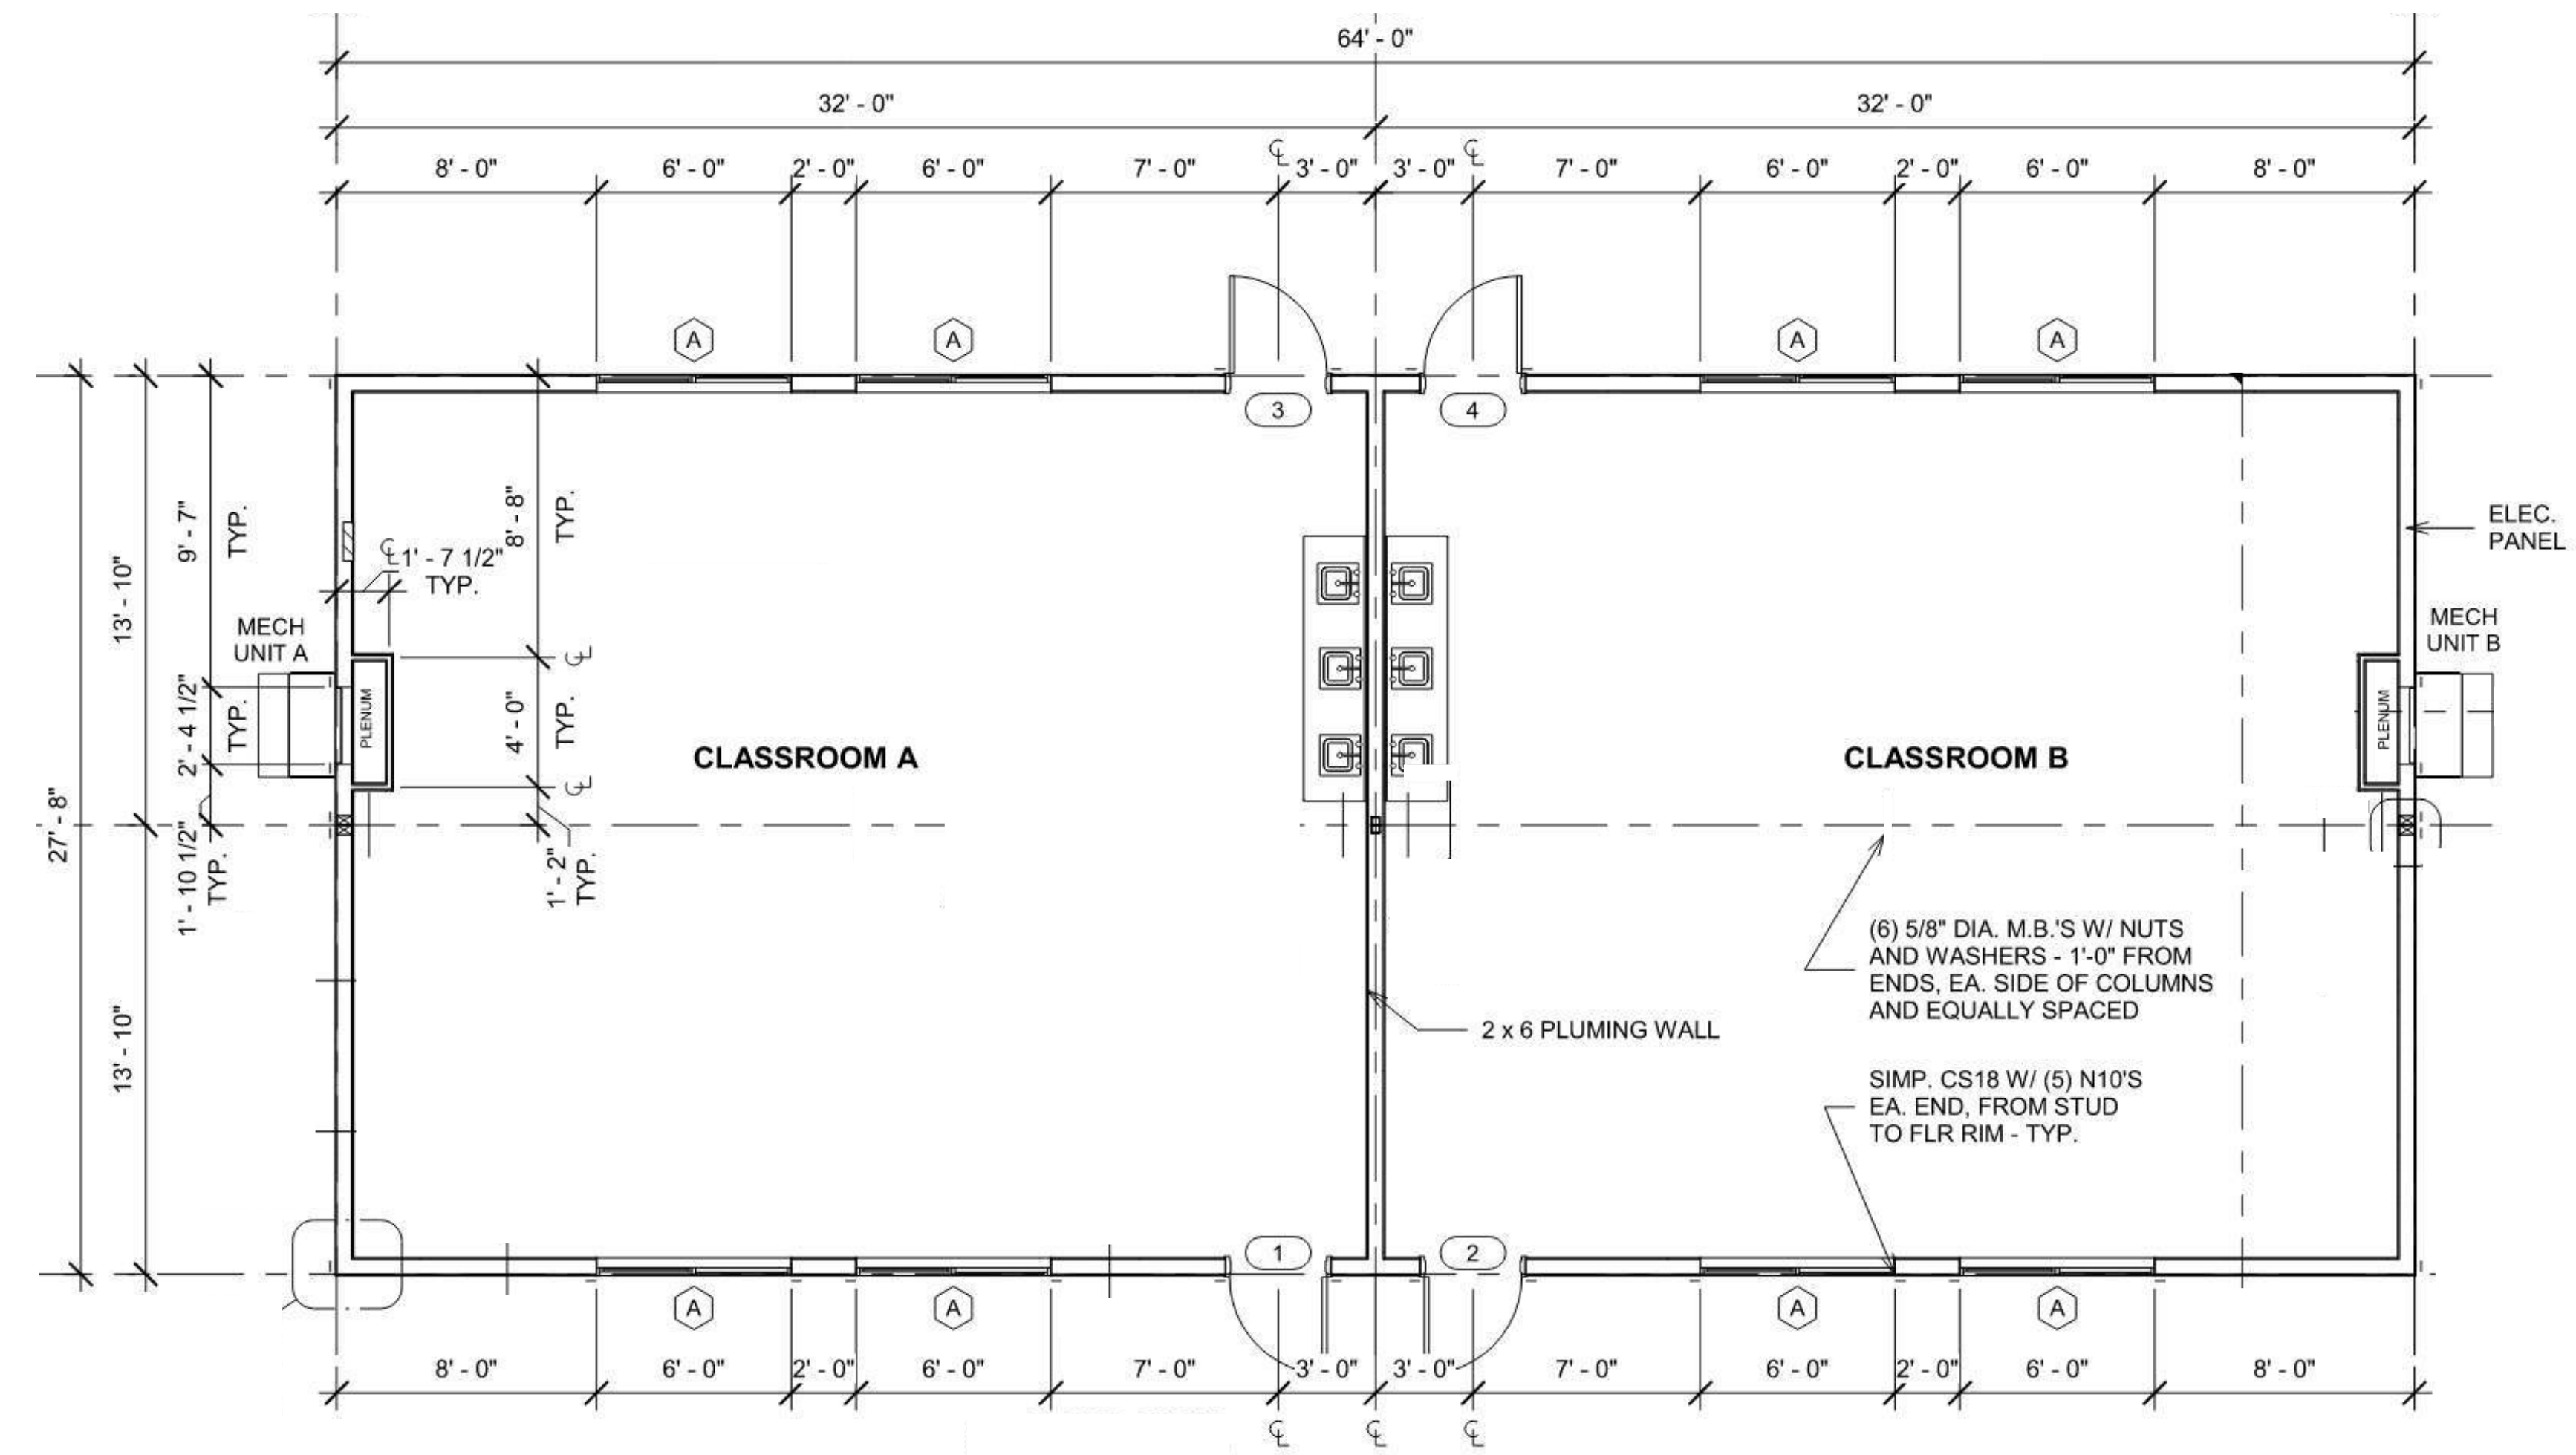 64' - 0"
32' - 0"
32' - 0"
8' - 0"
6' - 0"
2' - 0"
6' - 0"
7' - 0"
℄
3' - 0"
3' - 0"
℄
7' - 0"
6' - 0"
2' - 0"
6' - 0"
8' - 0"
A
A
A
A
3
4
27' - 8"
13' - 10"
13' - 10"
9' - 7"
TYP.
2' - 4 1/2"
TYP.
1' - 10 1/2"
TYP.
8' - 8"
TYP.
℄
1' - 7 1/2"
TYP.
4' - 0"
TYP.
℄
℄
1' - 2"
TYP.
MECH
UNIT A
PLENUM
CLASSROOM A
CLASSROOM B
PLENUM
ELEC.
PANEL
MECH
UNIT B
(6) 5/8" DIA. M.B.'S W/ NUTS
AND WASHERS - 1'-0" FROM
ENDS, EA. SIDE OF COLUMNS
AND EQUALLY SPACED
2 x 6 PLUMING WALL
SIMP. CS18 W/ (5) N10'S
EA. END, FROM STUD
TO FLR RIM - TYP.
1
2
A
A
A
A
8' - 0"
6' - 0"
2' - 0"
6' - 0"
7' - 0"
3' - 0"
3' - 0"
7' - 0"
6' - 0"
2' - 0"
6' - 0"
8' - 0"
℄
℄
℄